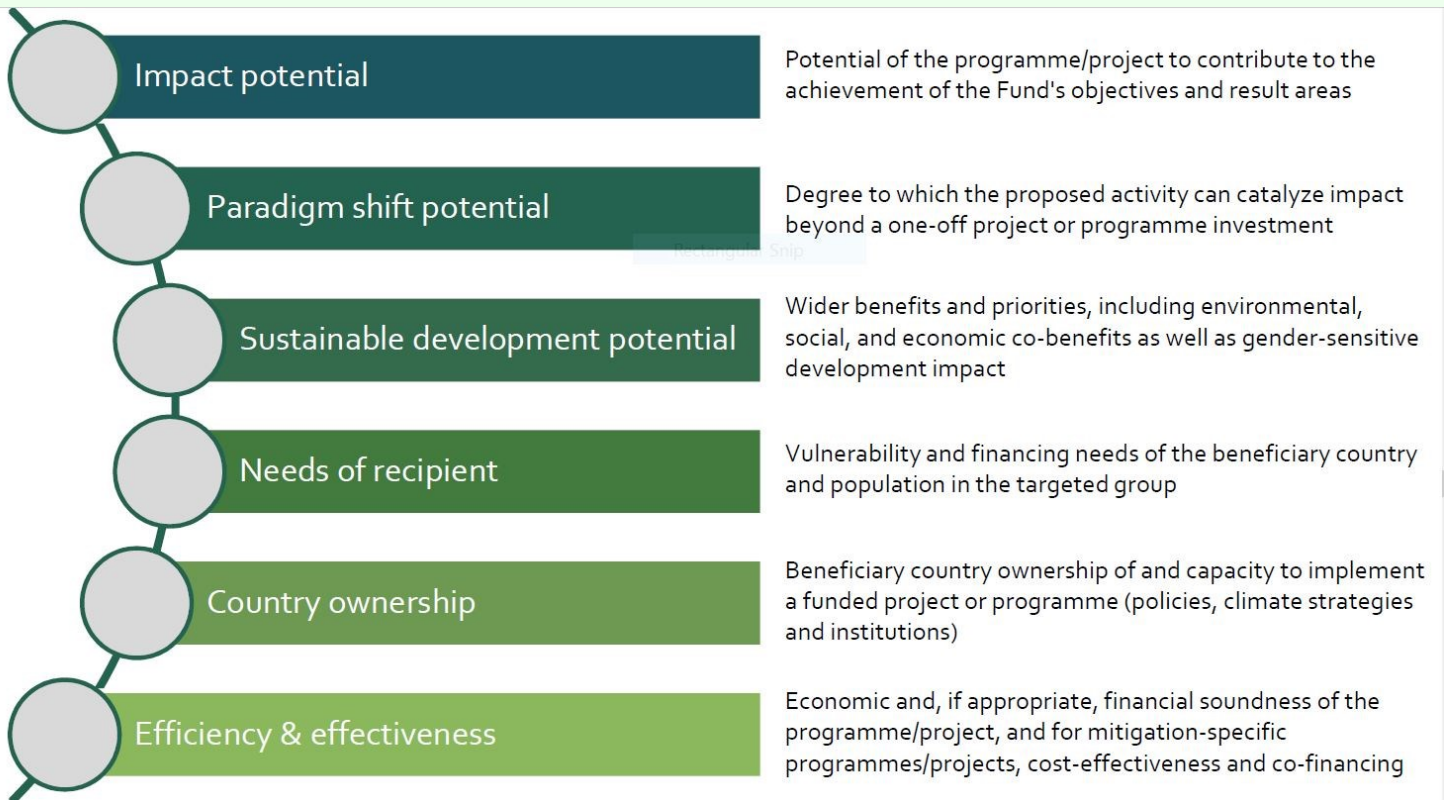 Impact potential
Potential of the programme/project to contribute to the
achievement of the Fund's objectives and result areas
Paradigm shift potential
Degree to which the proposed activity can catalyze impact
beyond a one-off project or programme investment
Rectangular Snip
Sustainable development potential
Wider benefits and priorities, including environmental,
social, and economic co-benefits as well as gender-sensitive
development impact
Needs of recipient
Vulnerability and financing needs of the beneficiary country
and population in the targeted group
Country ownership
Beneficiary country ownership of and capacity to implement
a funded project or programme (policies, climate strategies
and institutions)
Efficiency & effectiveness
Economic and, if appropriate, financial soundness of the
programme/project, and for mitigation-specific
programmes/projects, cost-effectiveness and co-financing